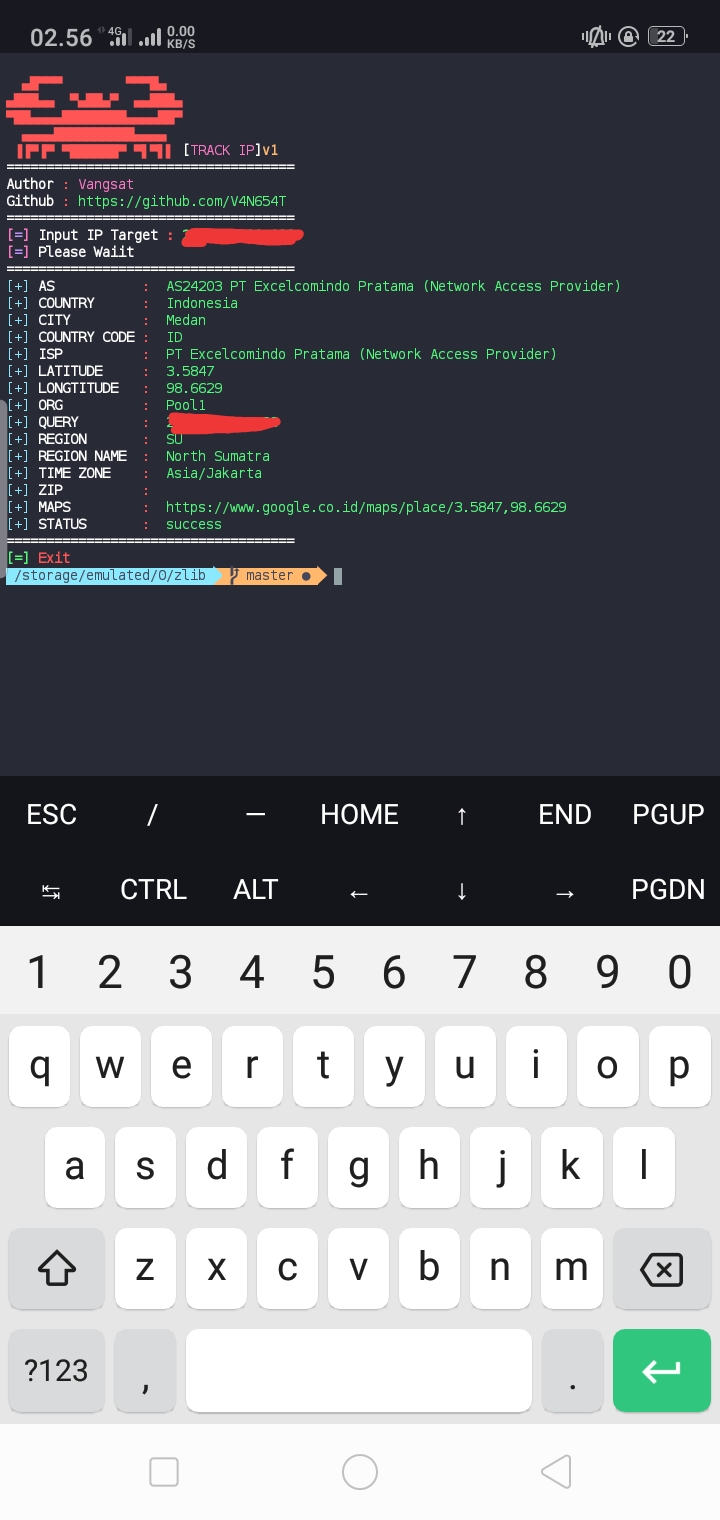 02.56 4G 0.00 KB/S 22
[TRACK IP]v1
====================================
Author : Vangsat
Github : https://github.com/V4N654T
====================================
[=] Input IP Target :
[=] Please Waiit
====================================
[+] AS : AS24203 PT Excelcomindo Pratama (Network Access Provider)
[+] COUNTRY : Indonesia
[+] CITY : Medan
[+] COUNTRY CODE : ID
[+] ISP : PT Excelcomindo Pratama (Network Access Provider)
[+] LATITUDE : 3.5847
[+] LONGTITUDE : 98.6629
[+] ORG : Pool1
[+] QUERY :
[+] REGION : SU
[+] REGION NAME : North Sumatra
[+] TIME ZONE : Asia/Jakarta
[+] ZIP :
[+] MAPS : https://www.google.co.id/maps/place/3.5847,98.6629
[+] STATUS : success
====================================
[=] Exit
/storage/emulated/0/zlib master ●
ESC / — HOME ↑ END PGUP
↹ CTRL ALT ← ↓ → PGDN
1 2 3 4 5 6 7 8 9 0
q w e r t y u i o p
a s d f g h j k l
z x c v b n m
?123 , .